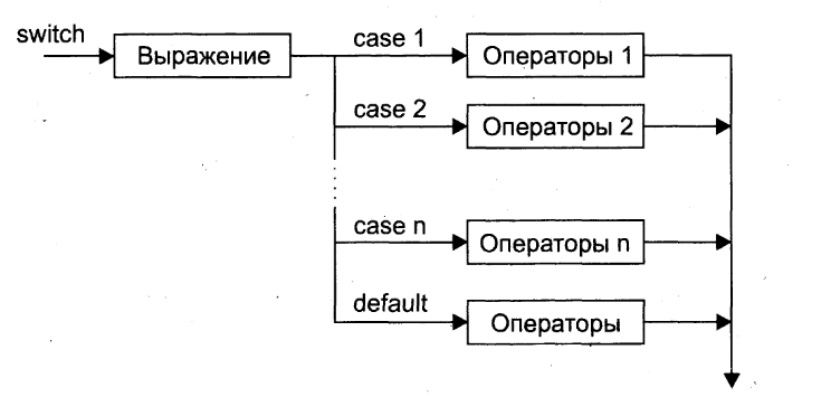 switch
Выражение
case 1
Операторы 1
case 2
Операторы 2
case n
Операторы n
default
Операторы